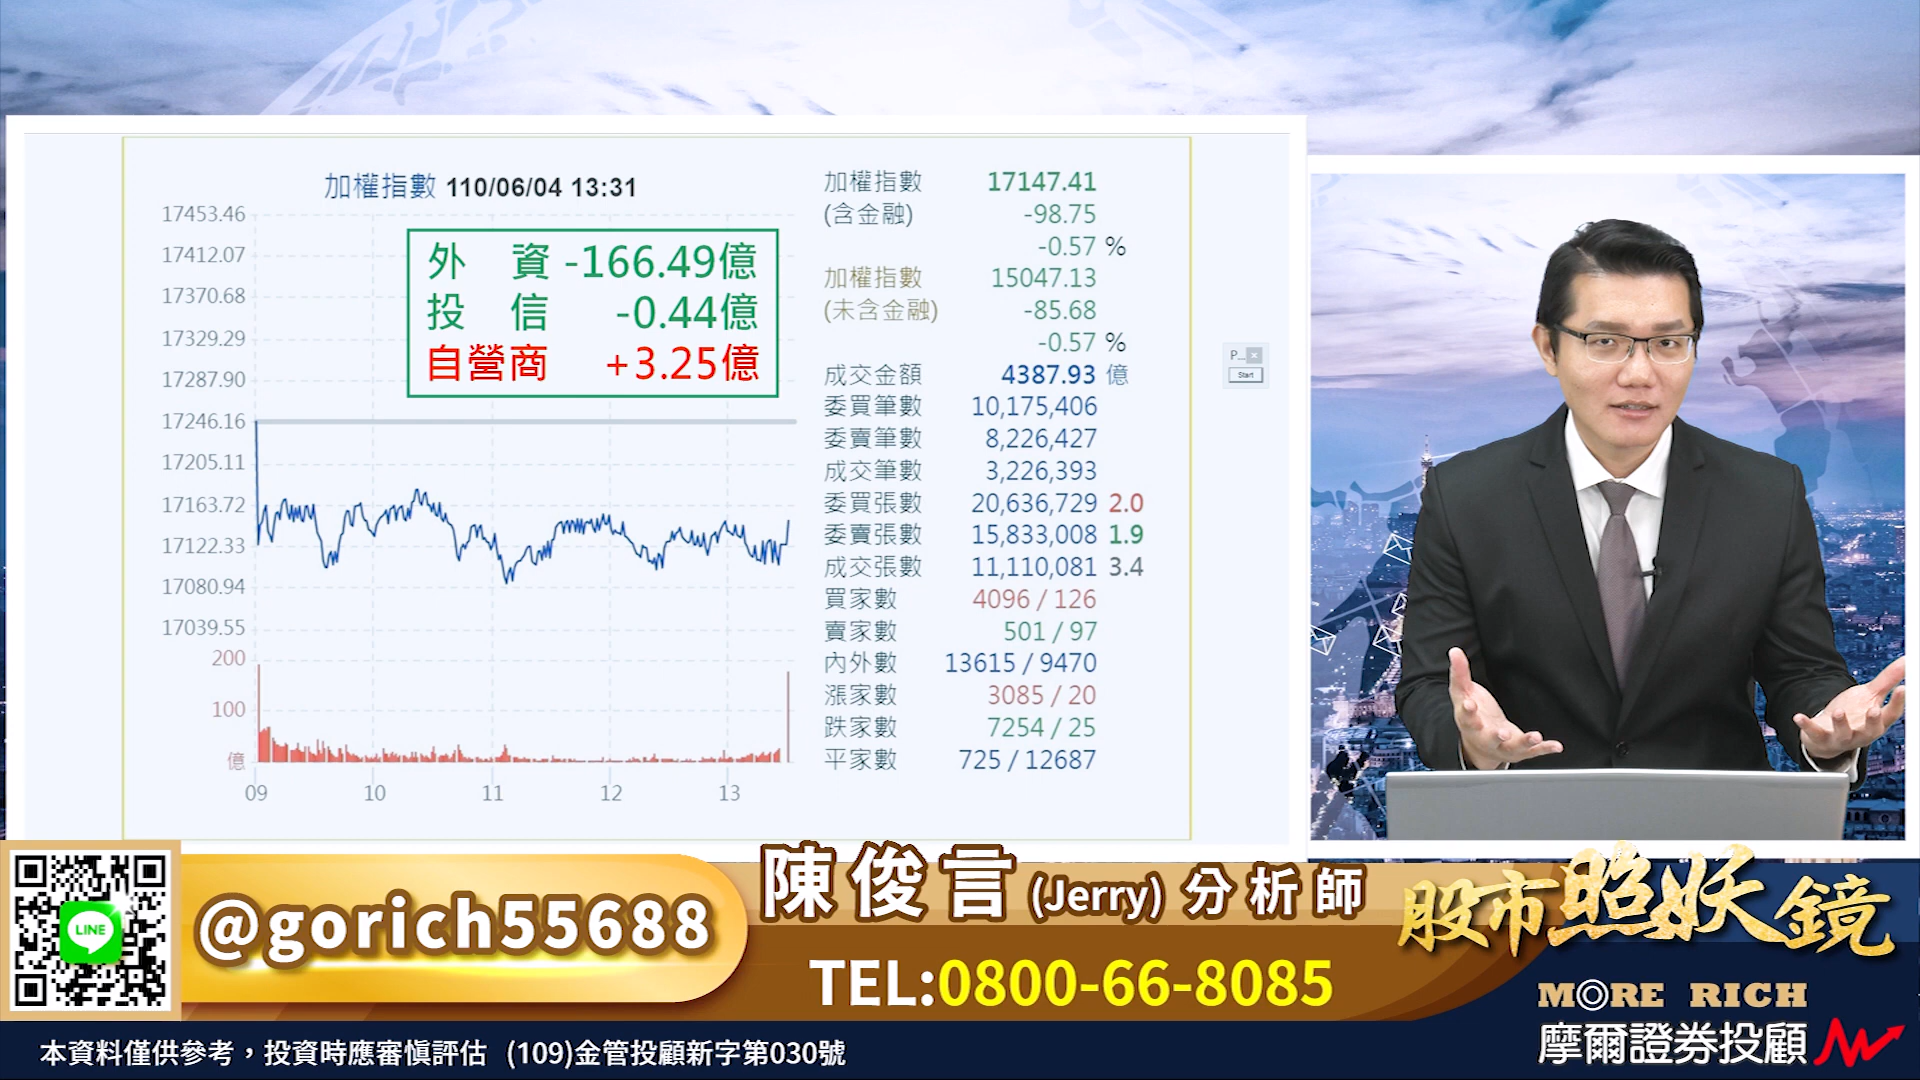 加權指數 110/06/04 13:31
17453.46
17412.07
17370.68
17329.29
17287.90
17246.16
17205.11
17163.72
17122.33
17080.94
17039.55
200
100
億
09 10 11 12 13
外 資 -166.49億
投 信 -0.44億
自營商 +3.25億
加權指數 17147.41
(含金融) -98.75
-0.57 %
加權指數 15047.13
(未含金融) -85.68
-0.57 %
成交金額 4387.93 億
委買筆數 10,175,406
委賣筆數 8,226,427
成交筆數 3,226,393
委買張數 20,636,729 2.0
委賣張數 15,833,008 1.9
成交張數 11,110,081 3.4
買家數 4096 / 126
賣家數 501 / 97
內外數 13615 / 9470
漲家數 3085 / 20
跌家數 7254 / 25
平家數 725 / 12687
P... ×
Start
LINE
@gorich55688
陳俊言 (Jerry) 分析師
TEL:0800-66-8085
股市照妖鏡
MORE RICH
摩爾證券投顧
本資料僅供參考，投資時應審慎評估 (109)金管投顧新字第030號